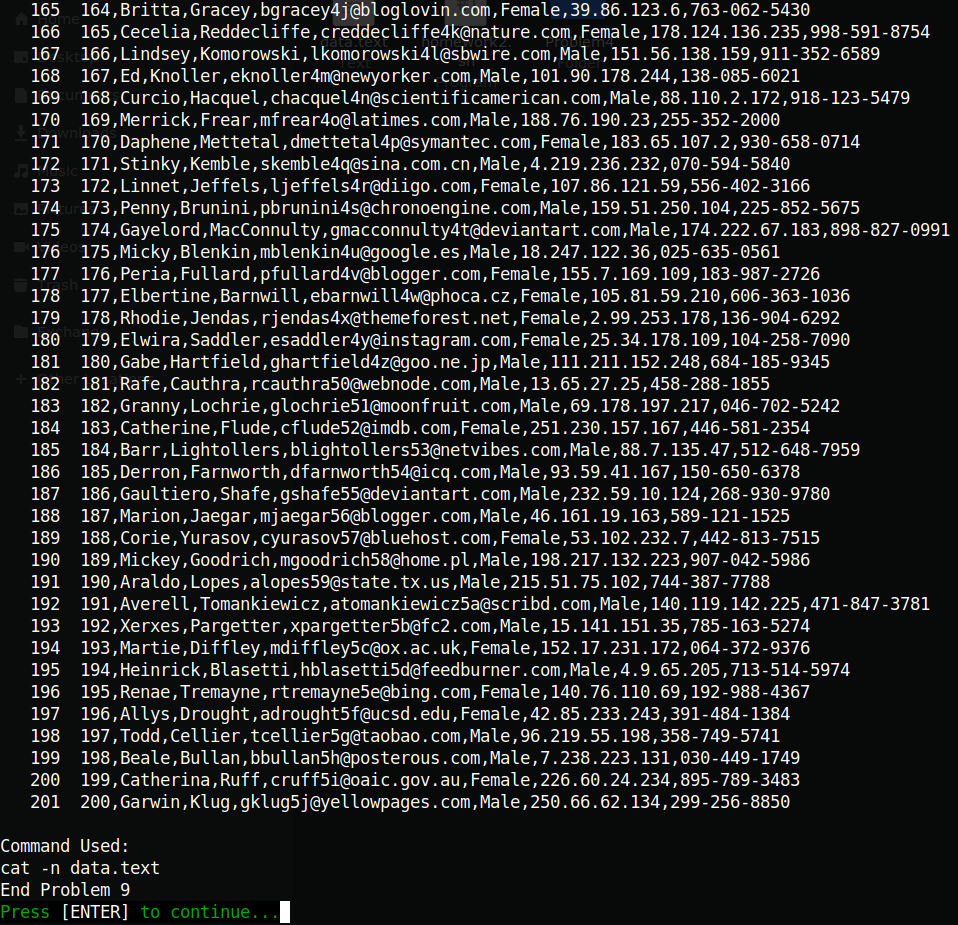 165  164,Britta,Gracey,bgracey4j@bloglovin.com,Female,39.86.123.6,763-062-5430
166  165,Cecelia,Reddecliffe,creddecliffe4k@nature.com,Female,178.124.136.235,998-591-8754
167  166,Lindsey,Komorowski,lkomorowski4l@sbwire.com,Male,151.56.138.159,911-352-6589
168  167,Ed,Knoller,eknoller4m@newyorker.com,Male,101.90.178.244,138-085-6021
169  168,Curcio,Hacquel,chacquel4n@scientificamerican.com,Male,88.110.2.172,918-123-5479
170  169,Merrick,Frear,mfrear4o@latimes.com,Male,188.76.190.23,255-352-2000
171  170,Daphene,Mettetal,dmettetal4p@symantec.com,Female,183.65.107.2,930-658-0714
172  171,Stinky,Kemble,skemble4q@sina.com.cn,Male,4.219.236.232,070-594-5840
173  172,Linnet,Jeffels,ljeffels4r@diigo.com,Female,107.86.121.59,556-402-3166
174  173,Penny,Brunini,pbrunini4s@chronoengine.com,Male,159.51.250.104,225-852-5675
175  174,Gayelord,MacConnulty,gmacconnulty4t@deviantart.com,Male,174.222.67.183,898-827-0991
176  175,Micky,Blenkin,mblenkin4u@google.es,Male,18.247.122.36,025-635-0561
177  176,Peria,Fullard,pfullard4v@blogger.com,Female,155.7.169.109,183-987-2726
178  177,Elbertine,Barnwill,ebarnwill4w@phoca.cz,Female,105.81.59.210,606-363-1036
179  178,Rhodie,Jendas,rjendas4x@themeforest.net,Female,2.99.253.178,136-904-6292
180  179,Elwira,Saddler,esaddler4y@instagram.com,Female,25.34.178.109,104-258-7090
181  180,Gabe,Hartfield,ghartfield4z@goo.ne.jp,Male,111.211.152.248,684-185-9345
182  181,Rafe,Cauthra,rcauthra50@webnode.com,Male,13.65.27.25,458-288-1855
183  182,Granny,Lochrie,glochrie51@moonfruit.com,Male,69.178.197.217,046-702-5242
184  183,Catherine,Flude,cflude52@imdb.com,Female,251.230.157.167,446-581-2354
185  184,Barr,Lightollers,blightollers53@netvibes.com,Male,88.7.135.47,512-648-7959
186  185,Derron,Farnworth,dfarnworth54@icq.com,Male,93.59.41.167,150-650-6378
187  186,Gaultiero,Shafe,gshafe55@deviantart.com,Male,232.59.10.124,268-930-9780
188  187,Marion,Jaegar,mjaegar56@blogger.com,Male,46.161.19.163,589-121-1525
189  188,Corie,Yurasov,cyurasov57@bluehost.com,Female,53.102.232.7,442-813-7515
190  189,Mickey,Goodrich,mgoodrich58@home.pl,Male,198.217.132.223,907-042-5986
191  190,Araldo,Lopes,alopes59@state.tx.us,Male,215.51.75.102,744-387-7788
192  191,Averell,Tomankiewicz,atomankiewicz5a@scribd.com,Male,140.119.142.225,471-847-3781
193  192,Xerxes,Pargetter,xpargetter5b@fc2.com,Male,15.141.151.35,785-163-5274
194  193,Martie,Diffley,mdiffley5c@ox.ac.uk,Female,152.17.231.172,064-372-9376
195  194,Heinrick,Blasetti,hblasetti5d@feedburner.com,Male,4.9.65.205,713-514-5974
196  195,Renae,Tremayne,rtremayne5e@bing.com,Female,140.76.110.69,192-988-4367
197  196,Allys,Drought,adrought5f@ucsd.edu,Female,42.85.233.243,391-484-1384
198  197,Todd,Cellier,tcellier5g@taobao.com,Male,96.219.55.198,358-749-5741
199  198,Beale,Bullan,bbullan5h@posterous.com,Male,7.238.223.131,030-449-1749
200  199,Catherina,Ruff,cruff5i@oaic.gov.au,Female,226.60.24.234,895-789-3483
201  200,Garwin,Klug,gklug5j@yellowpages.com,Male,250.66.62.134,299-256-8850
Command Used:
cat -n data.text
End Problem 9
Press [ENTER] to continue...